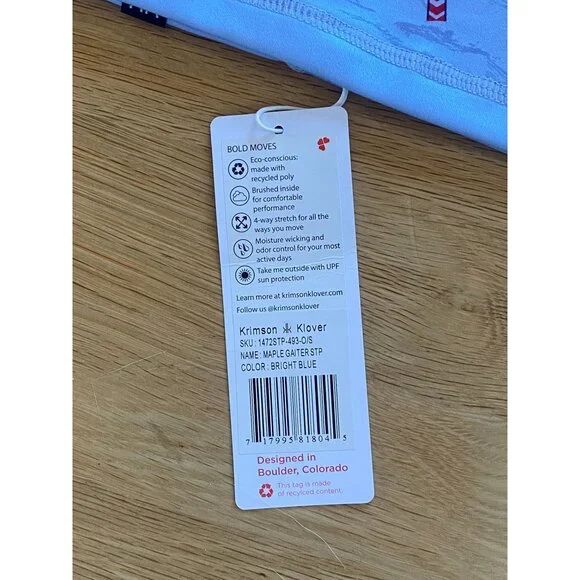 BOLD MOVES
Eco-conscious:
made with
recycled poly
Brushed inside
for comfortable
performance
4-way stretch for all the
ways you move
Moisture wicking and
odor control for your most
active days
Take me outside with UPF
sun protection
Learn more at krimsonklover.com
Follow us @krimsonklover
Krimson Klover
SKU : 1472STP-493-O/S
NAME : MAPLE GAITER STP
COLOR : BRIGHT BLUE
7 17995 81804 5
Designed in
Boulder, Colorado
This tag is made
of recylced content.